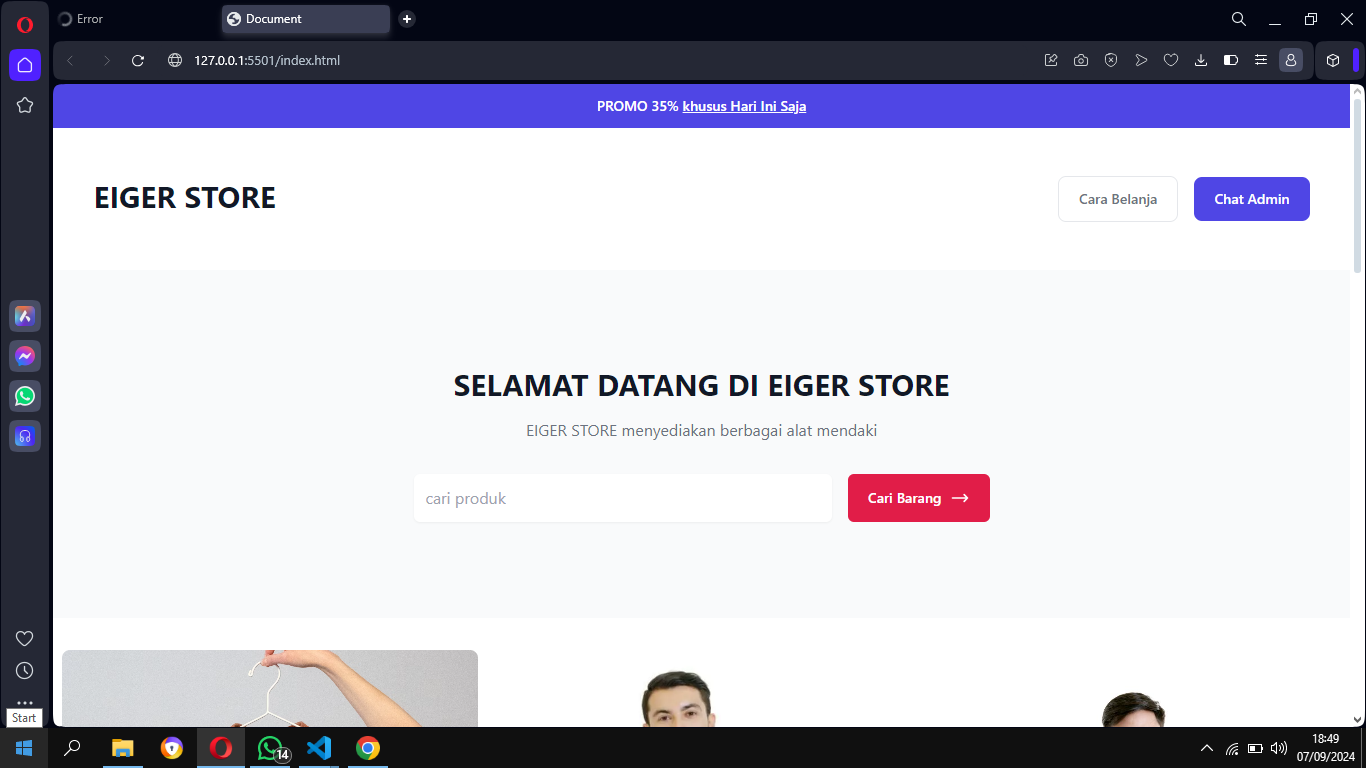 Error
Document
127.0.0.1:5501/index.html
PROMO 35% khusus Hari Ini Saja
EIGER STORE
Cara Belanja
Chat Admin
SELAMAT DATANG DI EIGER STORE
EIGER STORE menyediakan berbagai alat mendaki
cari produk
Cari Barang
Start
14
18:49
07/09/2024